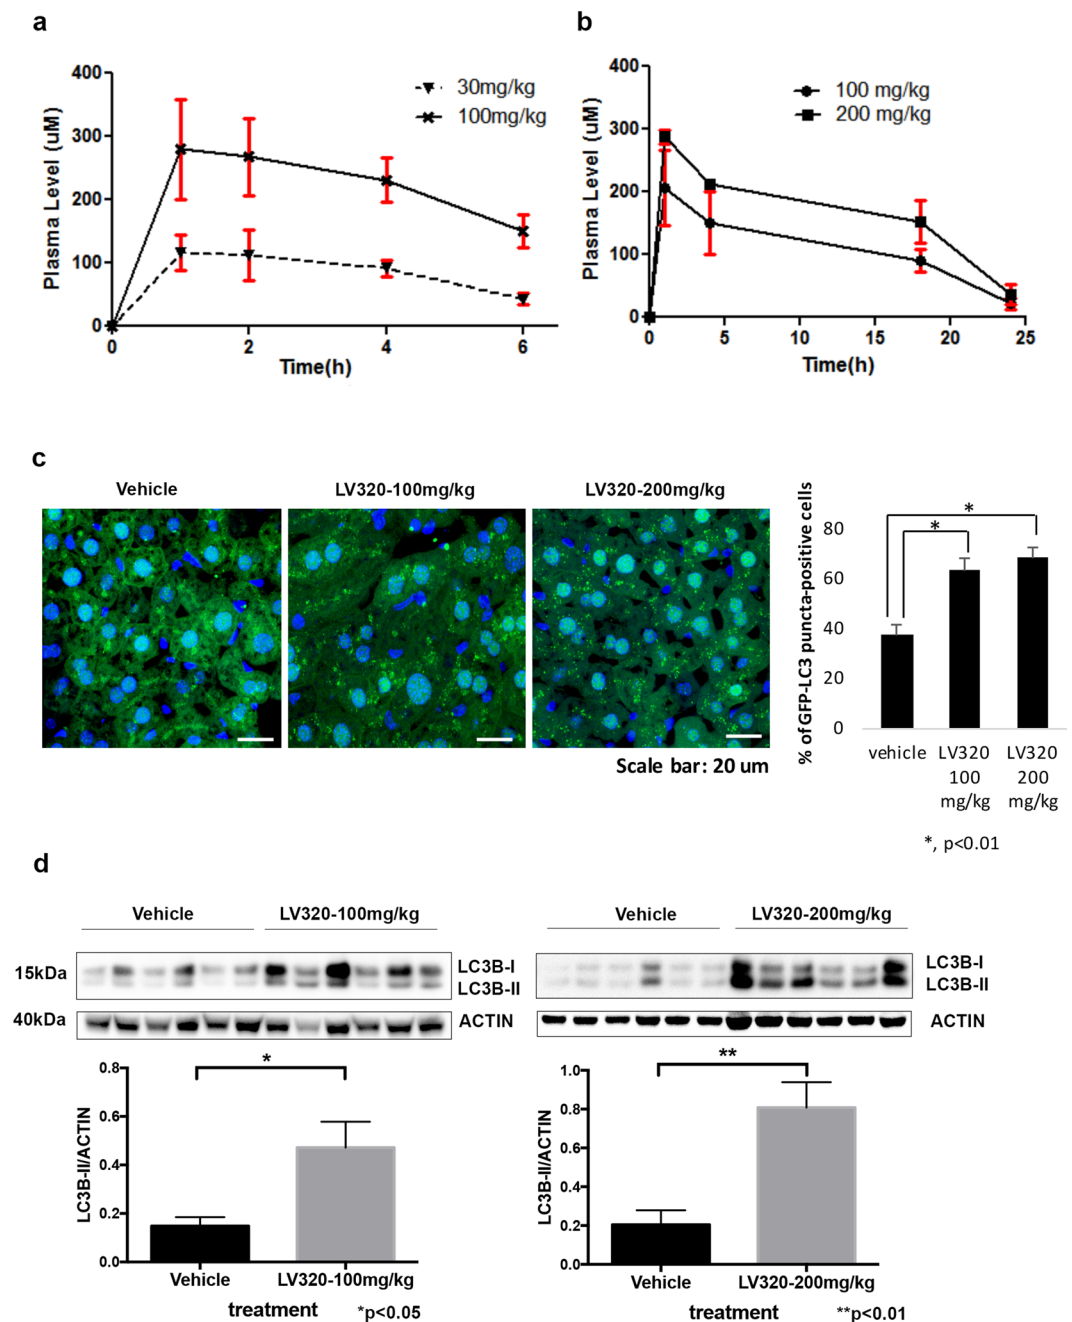 a
400
300
200
100
0
Plasma Level (uM)
30mg/kg
100mg/kg
0
2
4
6
Time(h)
b
400
300
200
100
0
Plasma Level (uM)
100 mg/kg
200 mg/kg
0
5
10
15
20
25
Time(h)
c
Vehicle
LV320-100mg/kg
LV320-200mg/kg
Scale bar: 20 um
% of GFP-LC3 puncta-positive cells
80
60
40
20
0
*
*
vehicle
LV320
100
mg/kg
LV320
200
mg/kg
*, p<0.01
d
Vehicle
LV320-100mg/kg
15kDa
LC3B-I
LC3B-II
40kDa
ACTIN
LC3B-II/ACTIN
0.8
0.6
0.4
0.2
0.0
*
Vehicle
LV320-100mg/kg
treatment
*p<0.05
Vehicle
LV320-200mg/kg
LC3B-I
LC3B-II
ACTIN
LC3B-II/ACTIN
1.0
0.8
0.6
0.4
0.2
0.0
**
Vehicle
LV320-200mg/kg
treatment
**p<0.01